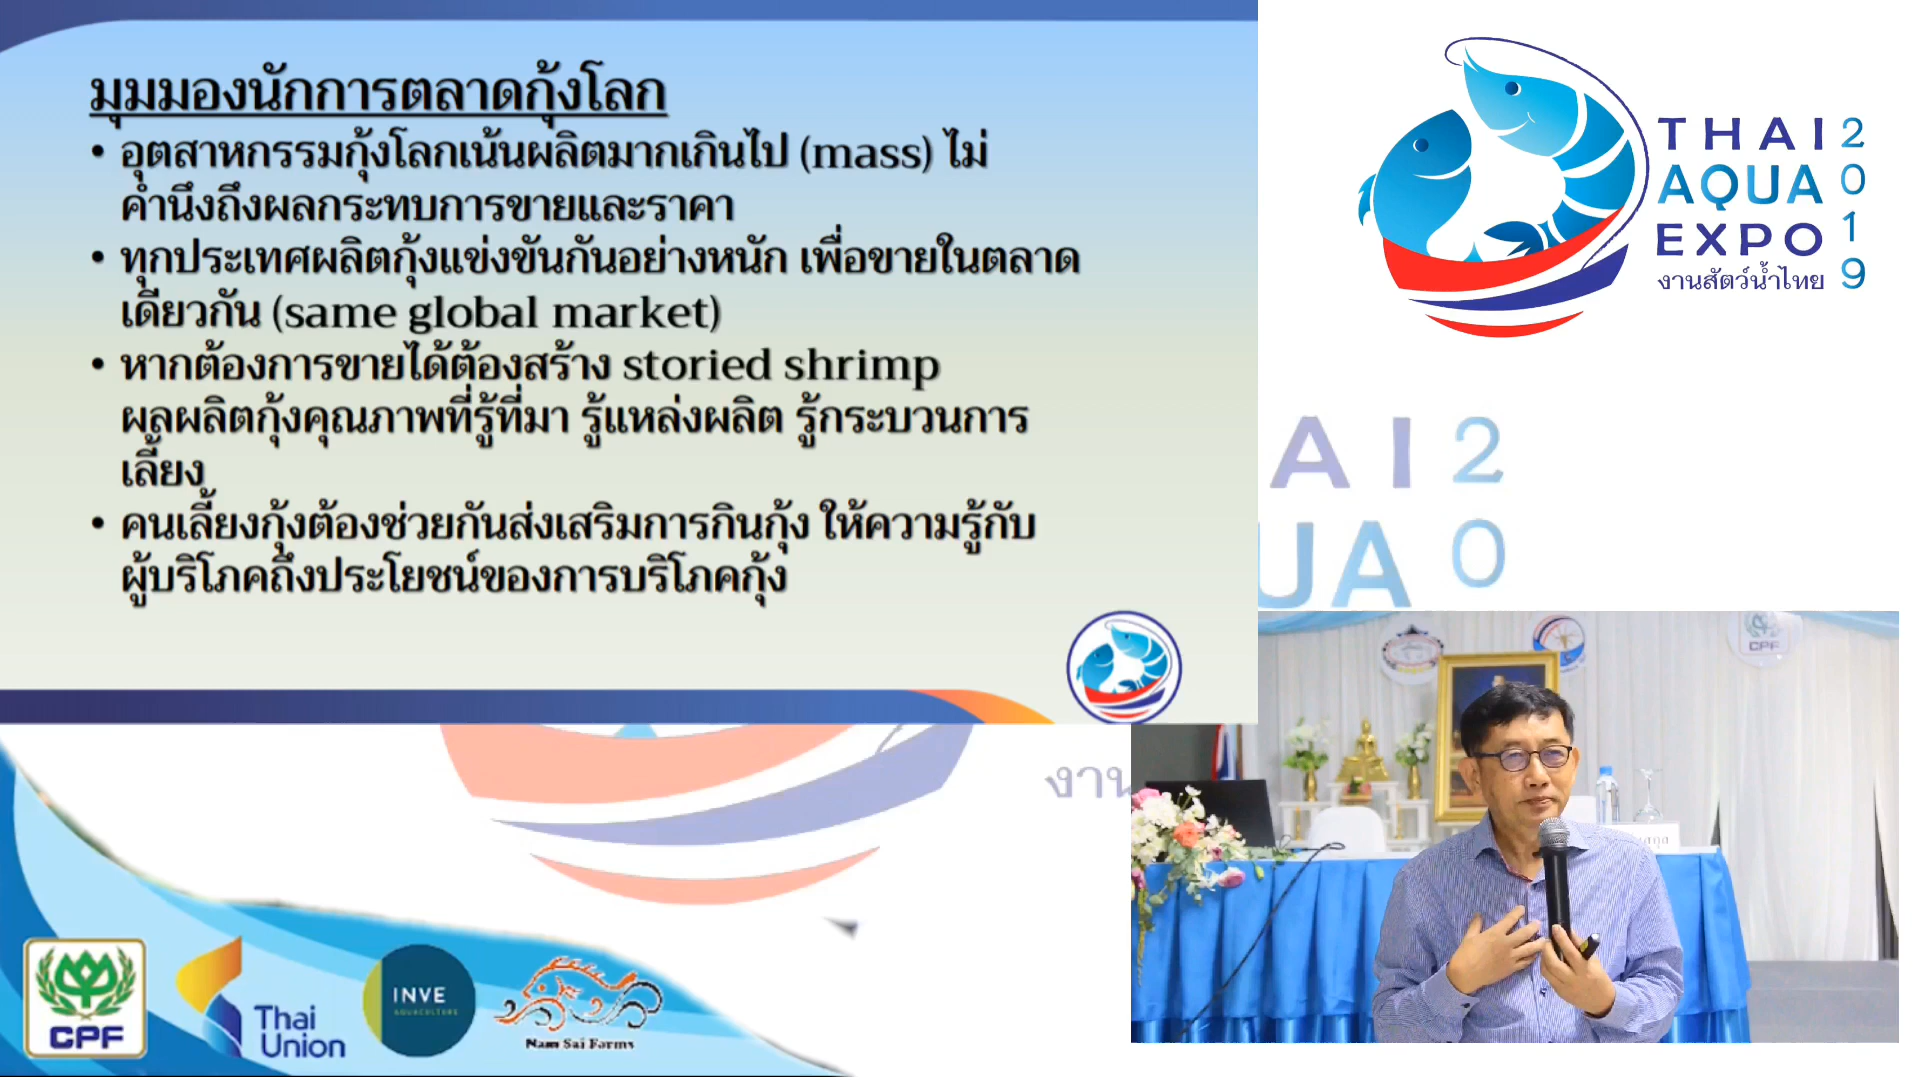 มุมมองนักการตลาดกุ้งโลก
• อุตสาหกรรมกุ้งโลกเน้นผลิตมากเกินไป (mass) ไม่
คำนึงถึงผลกระทบการขายและราคา
• ทุกประเทศผลิตกุ้งแข่งขันกันอย่างหนัก เพื่อขายในตลาด
เดียวกัน (same global market)
• หากต้องการขายได้ต้องสร้าง storied shrimp
ผลผลิตกุ้งคุณภาพที่รู้ที่มา รู้แหล่งผลิต รู้กระบวนการ
เลี้ยง
• คนเลี้ยงกุ้งต้องช่วยกันส่งเสริมการกินกุ้ง ให้ความรู้กับ
ผู้บริโภคถึงประโยชน์ของการบริโภคกุ้ง
THAI
AQUA
EXPO
2019
งานสัตว์น้ำไทย
AI 2
UA 0
งาน
CPF
CPF
Thai
Union
INVE
AQUACULTURE
Nam Sai Farms